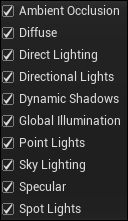 Ambient Occlusion
Diffuse
Direct Lighting
Directional Lights
Dynamic Shadows
Global Illumination
Point Lights
Sky Lighting
Specular
Spot Lights